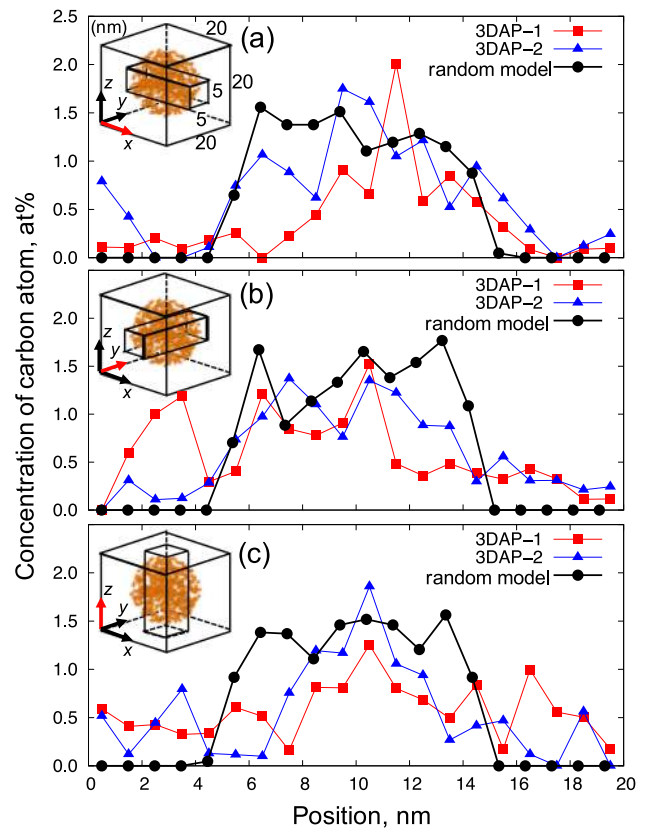 (nm)
20
(a)
20
5
5
20
z
y
x
3DAP−1
3DAP−2
random model
2.5
2.0
1.5
1.0
0.5
0.0
(b)
z
y
x
3DAP−1
3DAP−2
random model
2.0
1.5
1.0
0.5
0.0
(c)
z
y
x
3DAP−1
3DAP−2
random model
2.0
1.5
1.0
0.5
0.0
Concentration of carbon atom, at%
0 2 4 6 8 10 12 14 16 18 20
Position, nm